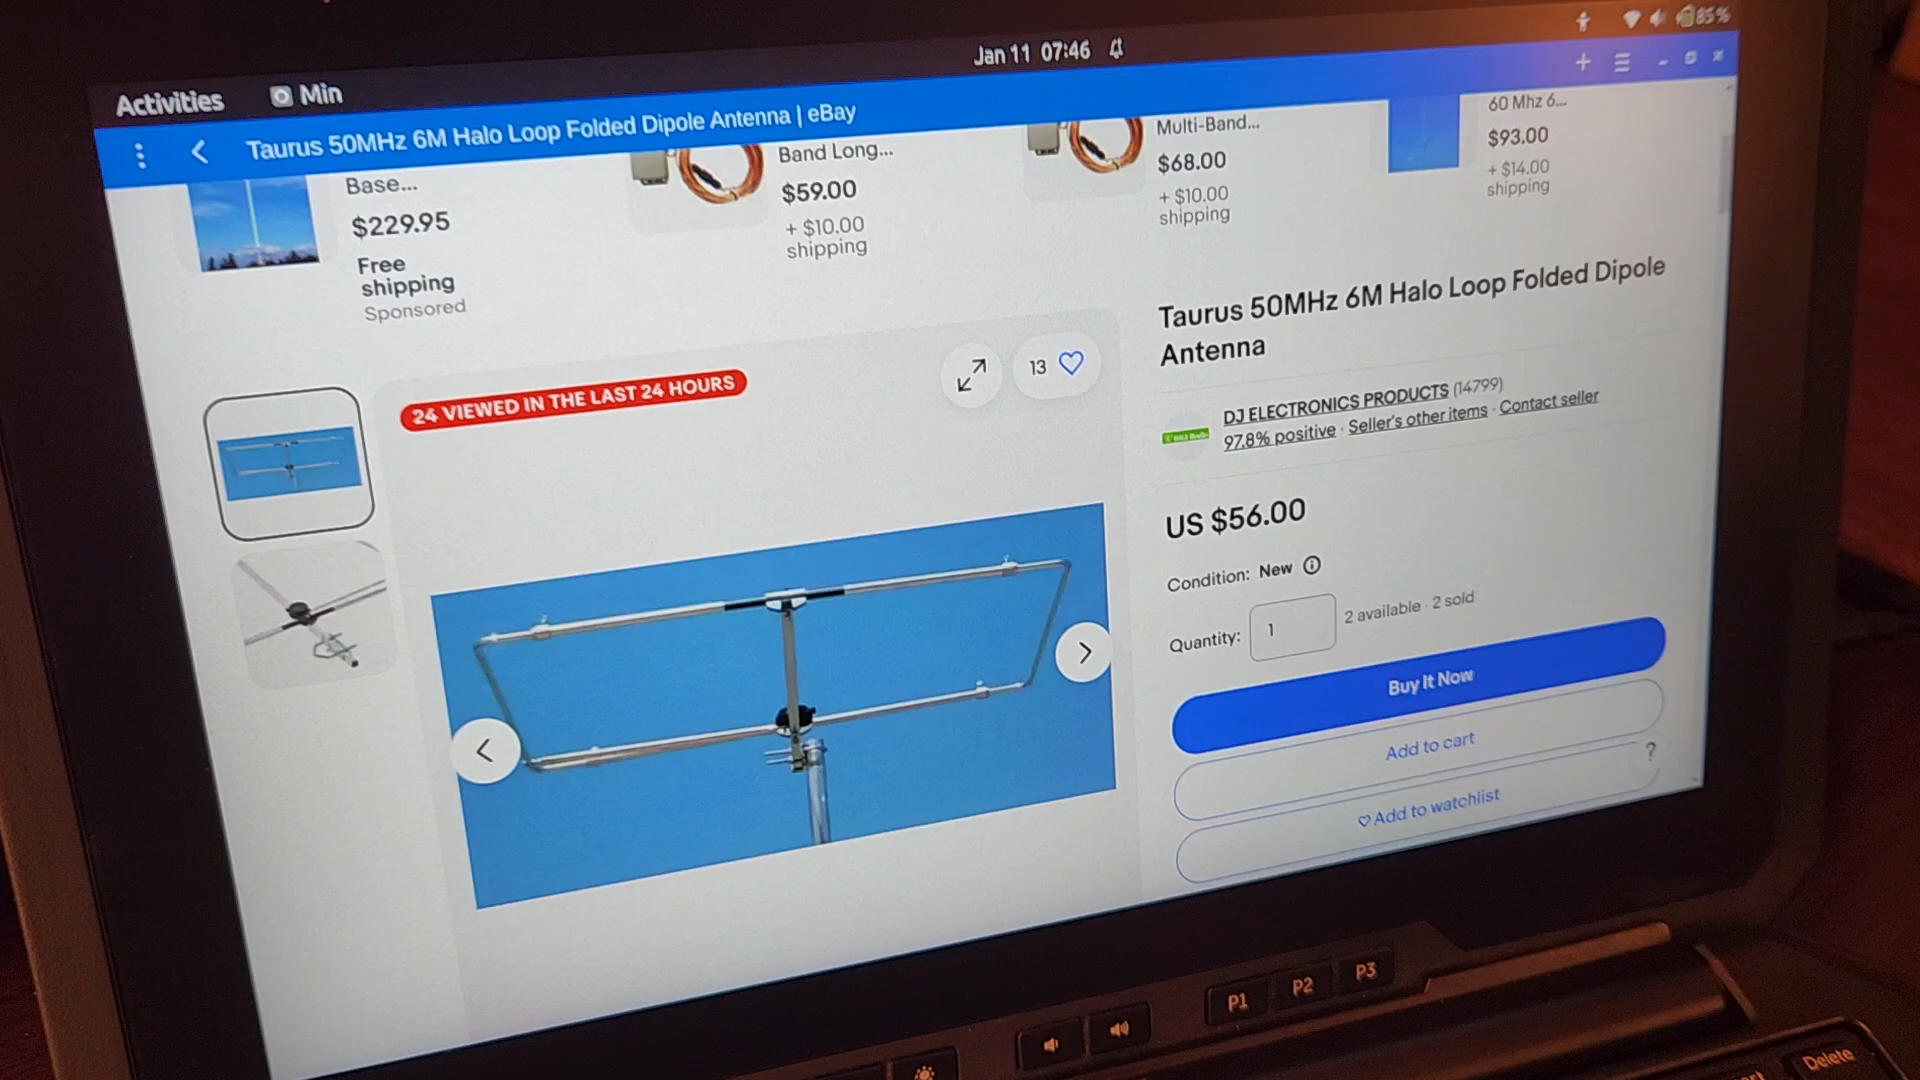 Activities
Min
Jan 11 07:46
85%
Taurus 50MHz 6M Halo Loop Folded Dipole Antenna | eBay
Base...
$229.95
Free
shipping
Sponsored
Band Long...
$59.00
+ $10.00
shipping
Multi-Band...
$68.00
+ $10.00
shipping
60 Mhz 6...
$93.00
+ $14.00
shipping
24 VIEWED IN THE LAST 24 HOURS
13
Taurus 50MHz 6M Halo Loop Folded Dipole
Antenna
DJ ELECTRONICS PRODUCTS (14799)
97.8% positive · Seller's other items · Contact seller
US $56.00
Condition: New
Quantity: 1 2 available · 2 sold
Buy It Now
Add to cart
Add to watchlist
?
P1
P2
P3
Delete